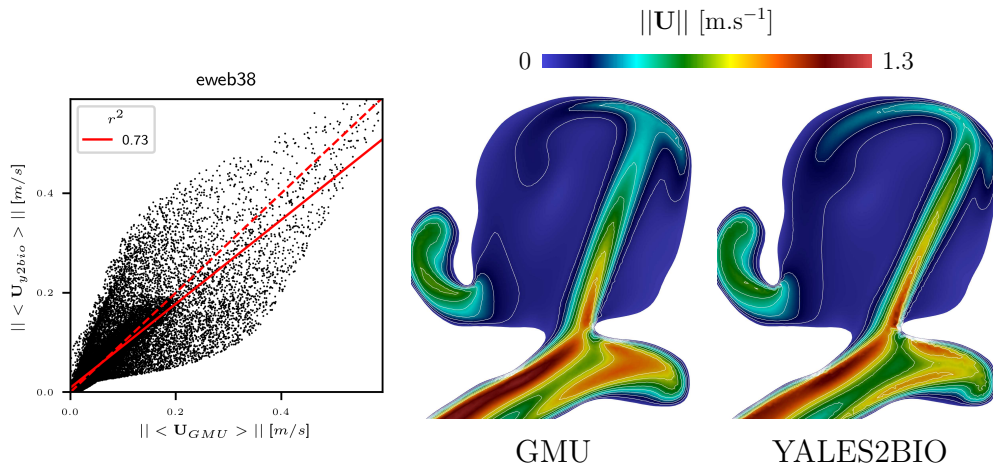 ||U|| [m.s⁻¹]
0 1.3
eweb38
r²
0.73
|| < U_y2bio > || [m/s]
0.4
0.2
0.0
0.0 0.2 0.4
|| < U_GMU > || [m/s]
GMU YALES2BIO